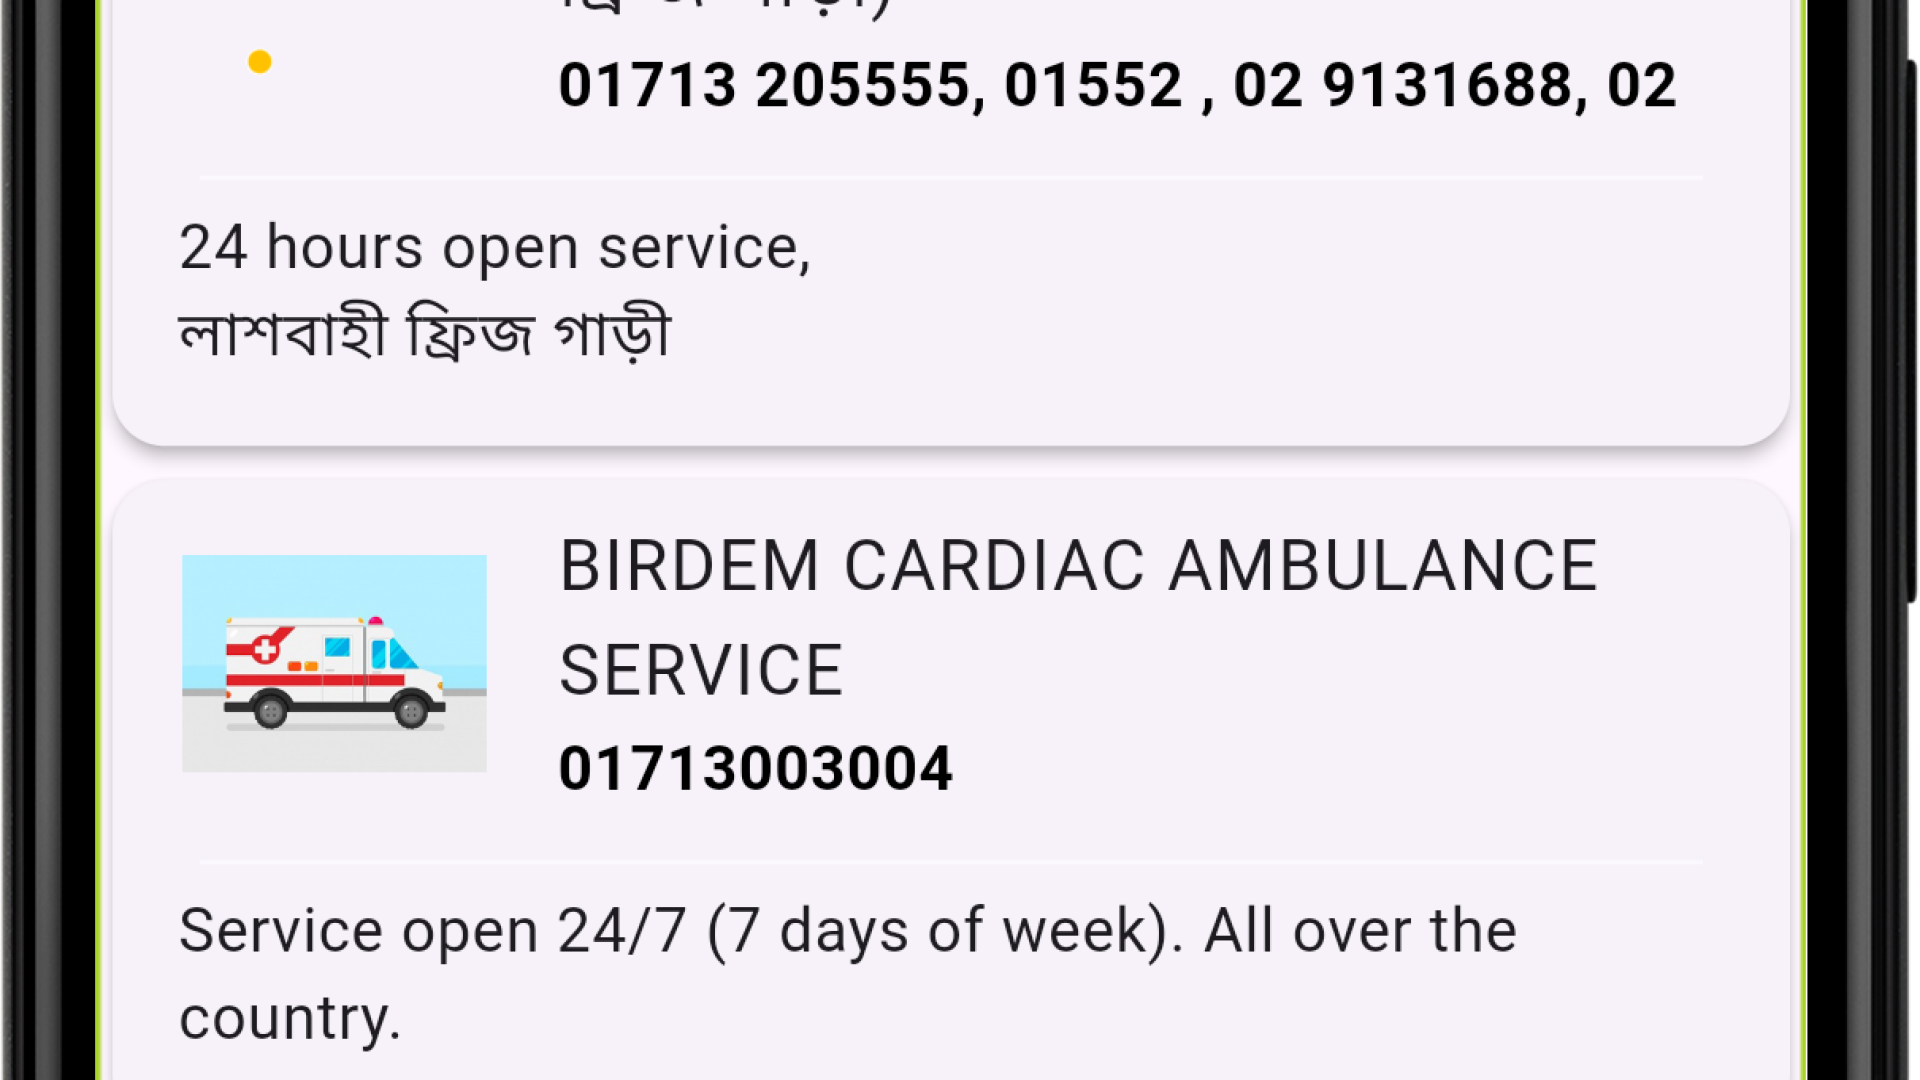 01713 205555, 01552 , 02 9131688, 02
24 hours open service,
লাশবাহী ফ্রিজ গাড়ী
BIRDEM CARDIAC AMBULANCE
SERVICE
01713003004
Service open 24/7 (7 days of week). All over the
country.